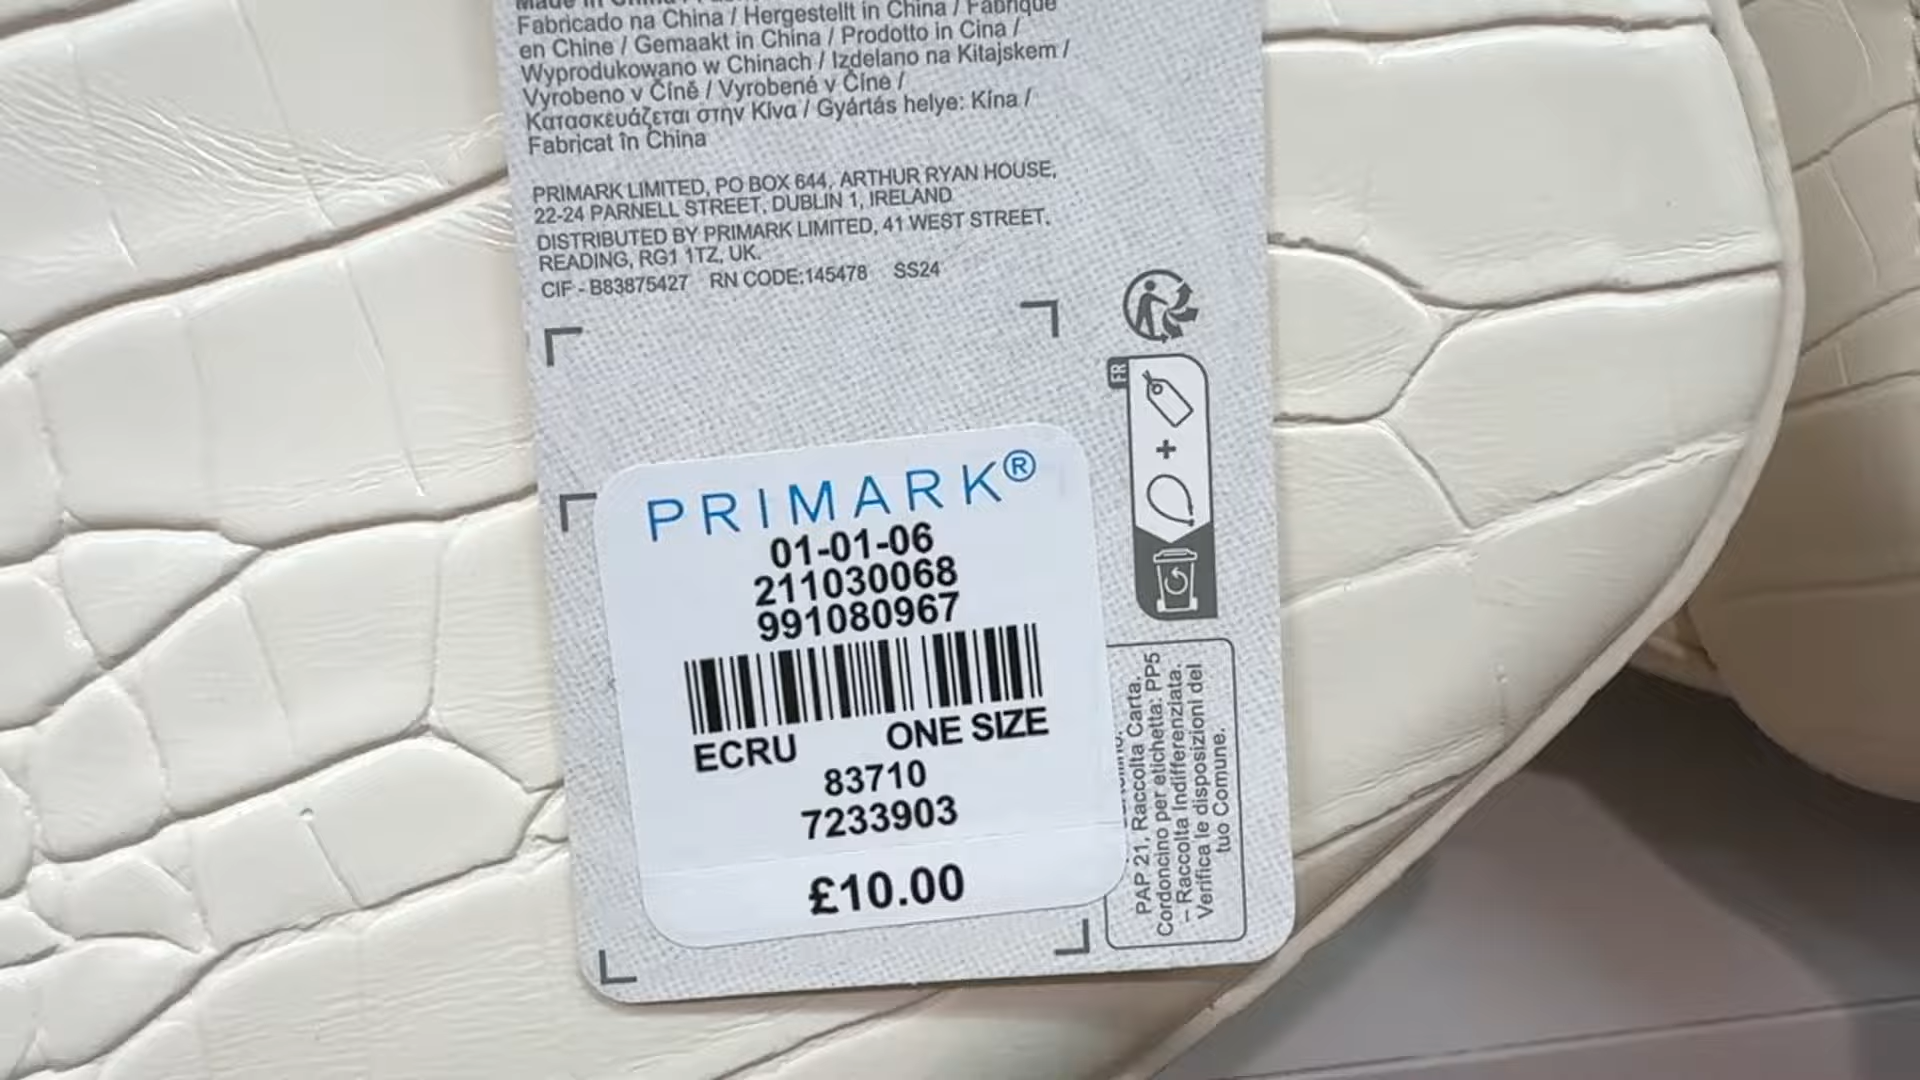 Made in China /
Fabricado na China / Hergestellt in China / Fabriqué
en Chine / Gemaakt in China / Prodotto in Cina /
Wyprodukowano w Chinach / Izdelano na Kitajskem /
Vyrobeno v Číně / Vyrobené v Číne /
Κατασκευάζεται στην Κίνα / Gyártás helye: Kína /
Fabricat în China
PRIMARK LIMITED, PO BOX 644, ARTHUR RYAN HOUSE,
22-24 PARNELL STREET, DUBLIN 1, IRELAND
DISTRIBUTED BY PRIMARK LIMITED, 41 WEST STREET,
READING, RG1 1TZ, UK.
CIF - B83875427 RN CODE:145478 SS24
FR
PRIMARK®
01-01-06
211030068
991080967
ECRU ONE SIZE
83710
7233903
£10.00
PAP 21, Raccolta Carta.
Cordoncino per etichetta: PP5
– Raccolta Indifferenziata.
Verifica le disposizioni del
tuo Comune.